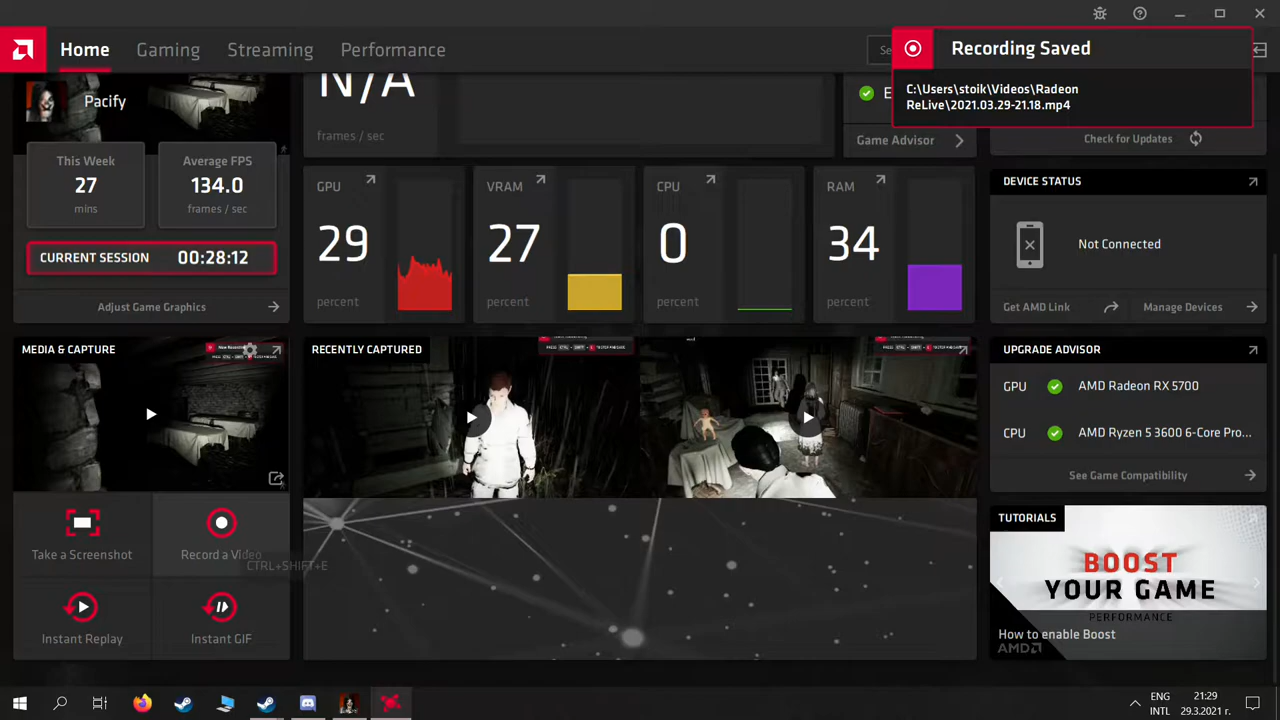 Home
Gaming
Streaming
Performance
Se
Recording Saved
C:\Users\stoik\Videos\Radeon
ReLive\2021.03.29-21.18.mp4
Pacify
This Week
27
mins
Average FPS
134.0
frames / sec
CURRENT SESSION 00:28:12
Adjust Game Graphics
N/A
frames / sec
E
Game Advisor
Check for Updates
GPU
29
percent
VRAM
27
percent
CPU
0
percent
RAM
34
percent
DEVICE STATUS
Not Connected
Get AMD Link
Manage Devices
MEDIA & CAPTURE
RECENTLY CAPTURED
UPGRADE ADVISOR
GPU AMD Radeon RX 5700
CPU AMD Ryzen 5 3600 6-Core Pro...
See Game Compatibility
Take a Screenshot
Record a Video
CTRL+SHIFT+E
Instant Replay
Instant GIF
TUTORIALS
BOOST
YOUR GAME
PERFORMANCE
How to enable Boost
AMD
ENG
INTL
21:29
29.3.2021 г.